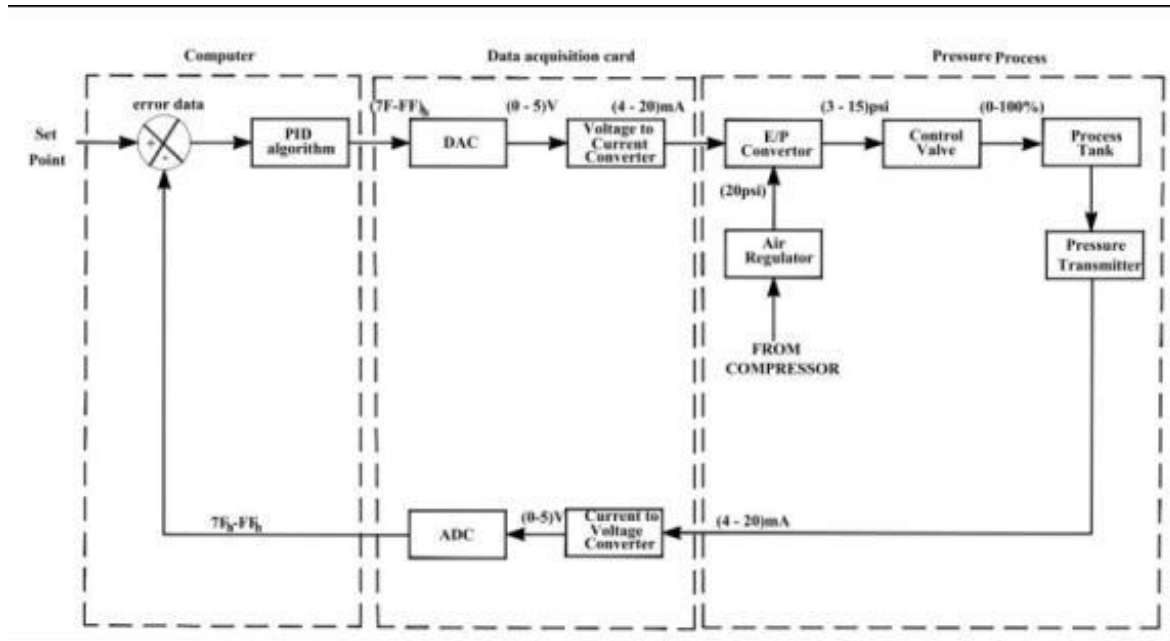 Computer
Data acquisition card
Pressure Process
error data
(7F-FF)h
(0 - 5)V
(4 - 20)mA
(3 - 15)psi
(0-100%)
Set
Point
+
-
PID
algorithm
DAC
Voltage to
Current
Converter
E/P
Convertor
Control
Valve
Process
Tank
(20psi)
Air
Regulator
Pressure
Transmitter
FROM
COMPRESSOR
7Fh-FFh
ADC
(0-5)V
Current to
Voltage
Converter
(4 - 20)mA